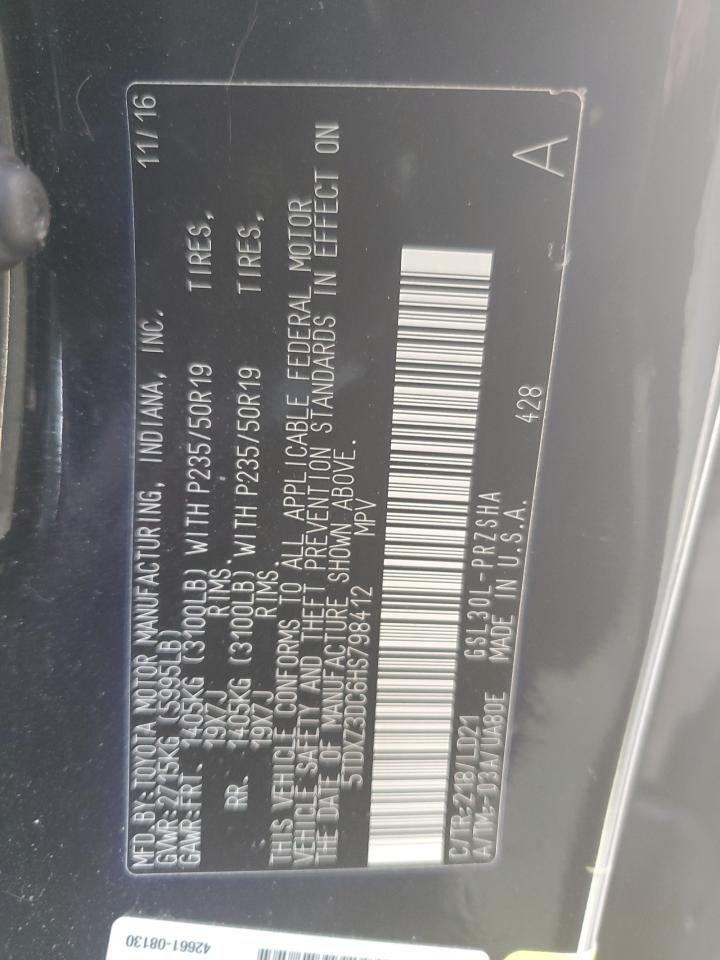 MFD. BY: TOYOTA MOTOR MANUFACTURING, INDIANA, INC. 11/16
GVWR: 2715KG (5995LB)
GAWR: FRT. 1405KG (3100LB) WITH P235/50R19 TIRES,
19X7J RIMS.
RR. 1405KG (3100LB) WITH P235/50R19 TIRES,
19X7J RIMS.
THIS VEHICLE CONFORMS TO ALL APPLICABLE FEDERAL MOTOR
VEHICLE SAFETY AND THEFT PREVENTION STANDARDS IN EFFECT ON
THE DATE OF MANUFACTURE SHOWN ABOVE.
5TDXZ3DC6HS798412 MPV
C/TR: 218/LD21 GSL30L-PRZSHA
A/TM: -03A/UA80E MADE IN U.S.A. 428 A
42661-08130